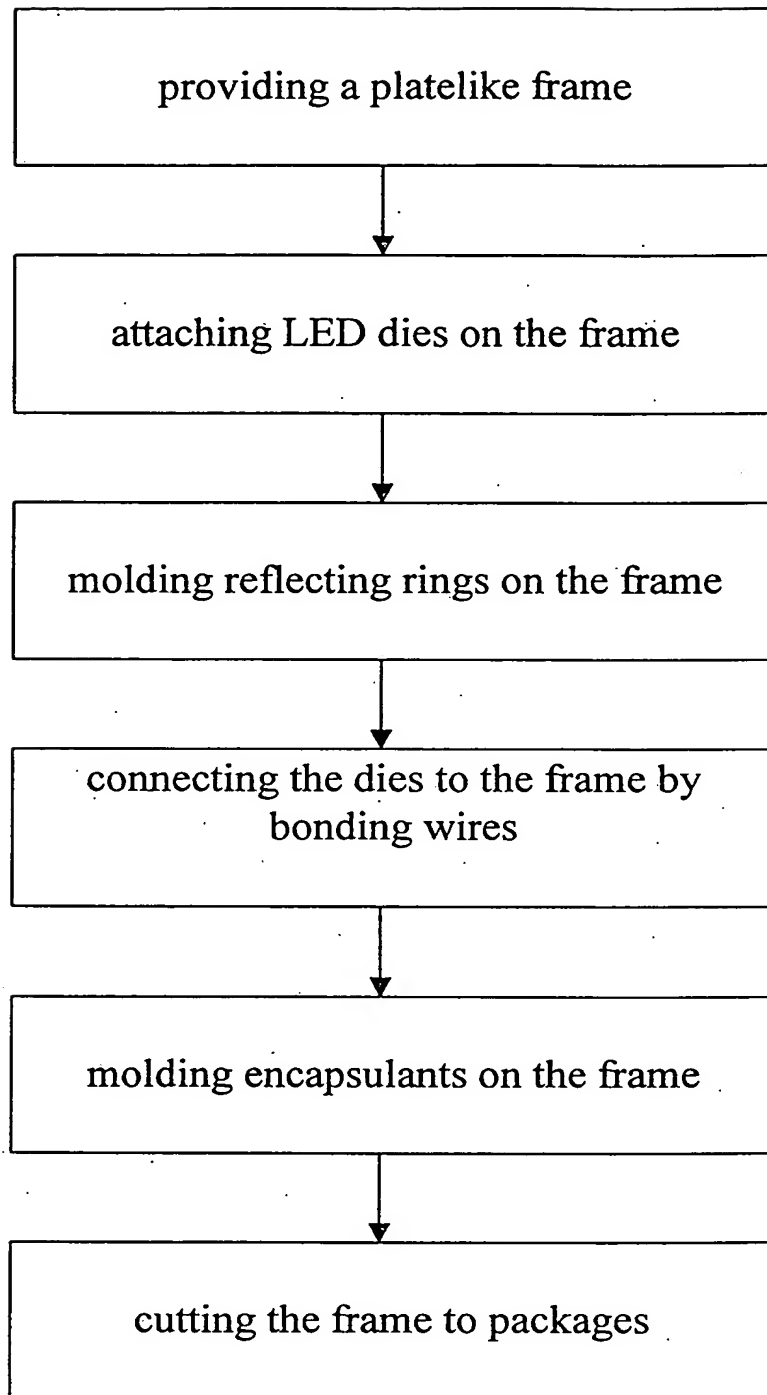 providing a platelike frame
attaching LED dies on the frame
molding reflecting rings on the frame
connecting the dies to the frame by
bonding wires
molding encapsulants on the frame
cutting the frame to packages